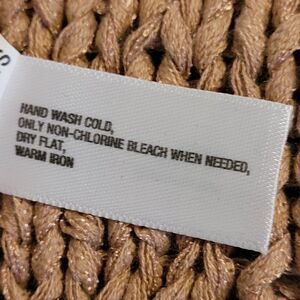 HAND WASH COLD,
ONLY NON-CHLORINE BLEACH WHEN NEEDED,
DRY FLAT,
WARM IRON